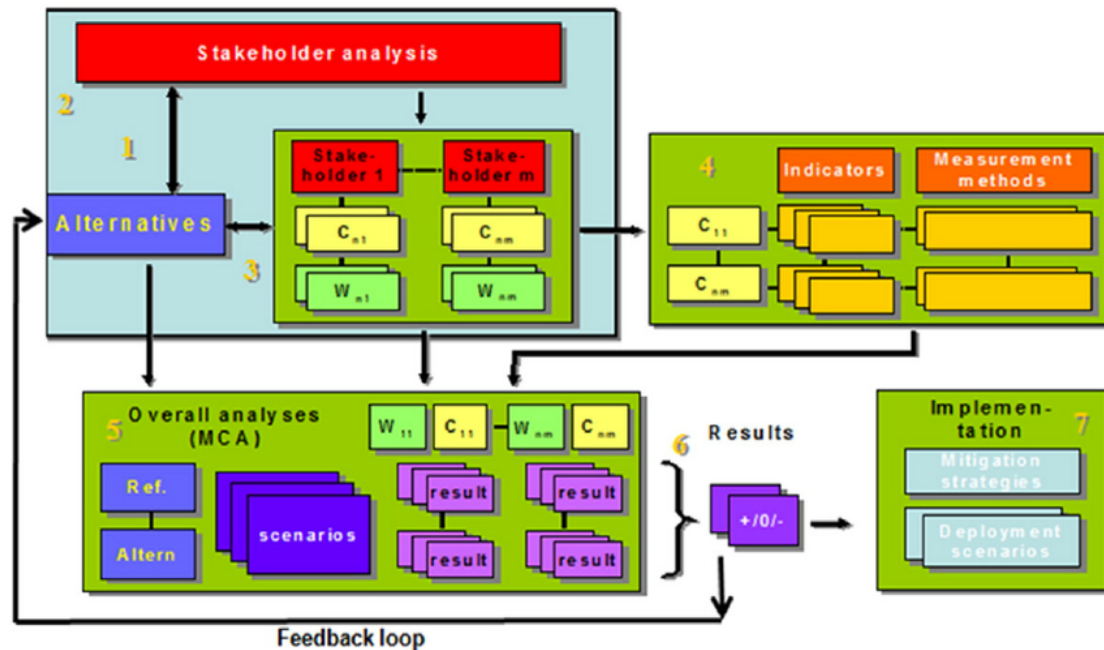 Stakeholder analysis
2
1
Alternatives
3
Stake-
holder 1
Stake-
holder m
C n1
C nm
W n1
W nm
4
Indicators
Measurement
methods
C 11
C nm
5
Overall analyses
(MCA)
W 11
C 11
W nm
C nm
Ref.
Altern
scenarios
result
result
result
result
6
Results
+/0/-
Implemen-
tation
7
Mitigation
strategies
Deployment
scenarios
Feedback loop